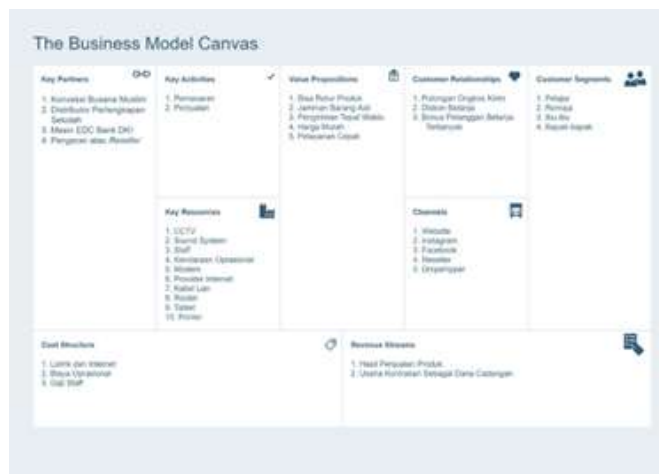 The Business Model Canvas
Key Partners
1. Konveksi Busana Muslim
2. Distributor Perlengkapan
Sekolah
3. Mesin EDC Bank DKI
4. Pengecer atau Reseller
Key Activities
1. Pemasaran
2. Penjualan
Key Resources
1. CCTV
2. Sound System
3. Staff
4. Kendaraan Oprasional
5. Modem
6. Provider Internet
7. Kabel Lan
8. Router
9. Tablet
10. Printer
Value Propositions
1. Bisa Retur Produk
2. Jaminan Barang Asli
3. Pengiriman Tepat Waktu
4. Harga Murah
5. Pelayanan Cepat
Customer Relationships
1. Potongan Ongkos Kirim
2. Diskon Belanja
3. Bonus Pelanggan Belanja
Terbanyak
Channels
1. Website
2. Instagram
3. Facebook
4. Reseller
5. Dropshipper
Customer Segments
1. Pelajar
2. Remaja
3. Ibu-ibu
4. Bapak-bapak
Cost Structure
1. Listrik dan Internet
2. Biaya Oprasional
3. Gaji Staff
Revenue Streams
1. Hasil Penjualan Produk
2. Usaha Kontrakan Sebagai Dana Cadangan